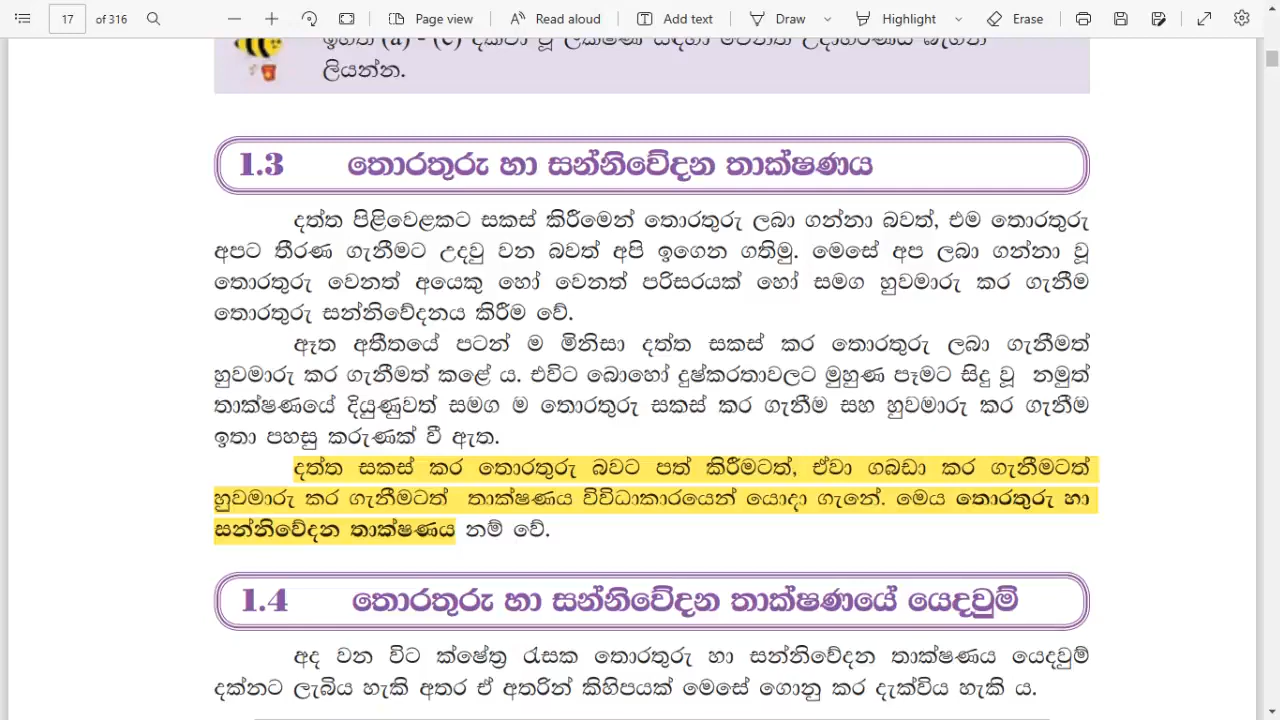 17 of 316 Page view Read aloud Add text Draw Highlight Erase
ලියන්න.
1.3 තොරතුරු හා සන්නිවේදන තාක්ෂණය
දත්ත පිළිවෙළකට සකස් කිරීමෙන් තොරතුරු ලබා ගන්නා බවත්, එම තොරතුරු
අපට තීරණ ගැනීමට උදවු වන බවත් අපි ඉගෙන ගතිමු. මෙසේ අප ලබා ගන්නා වූ
තොරතුරු වෙනත් අයෙකු හෝ වෙනත් පරිසරයක් හෝ සමග හුවමාරු කර ගැනීම
තොරතුරු සන්නිවේදනය කිරීම වේ.
ඈත අතීතයේ පටන් ම මිනිසා දත්ත සකස් කර තොරතුරු ලබා ගැනීමත්
හුවමාරු කර ගැනීමත් කළේ ය. එවිට බොහෝ දුෂ්කරතාවලට මුහුණ පෑමට සිදු වූ නමුත්
තාක්ෂණයේ දියුණුවත් සමග ම තොරතුරු සකස් කර ගැනීම සහ හුවමාරු කර ගැනීම
ඉතා පහසු කරුණක් වී ඇත.
දත්ත සකස් කර තොරතුරු බවට පත් කිරීමටත්, ඒවා ගබඩා කර ගැනීමටත්
හුවමාරු කර ගැනීමටත් තාක්ෂණය විවිධාකාරයෙන් යොදා ගැනේ. මෙය තොරතුරු හා
සන්නිවේදන තාක්ෂණය නම් වේ.
1.4 තොරතුරු හා සන්නිවේදන තාක්ෂණයේ යෙදවුම්
අද වන විට ක්ෂේත්‍ර රැසක තොරතුරු හා සන්නිවේදන තාක්ෂණය යෙදවුම්
දක්නට ලැබිය හැකි අතර ඒ අතරින් කිහිපයක් මෙසේ ගොනු කර දැක්විය හැකි ය.